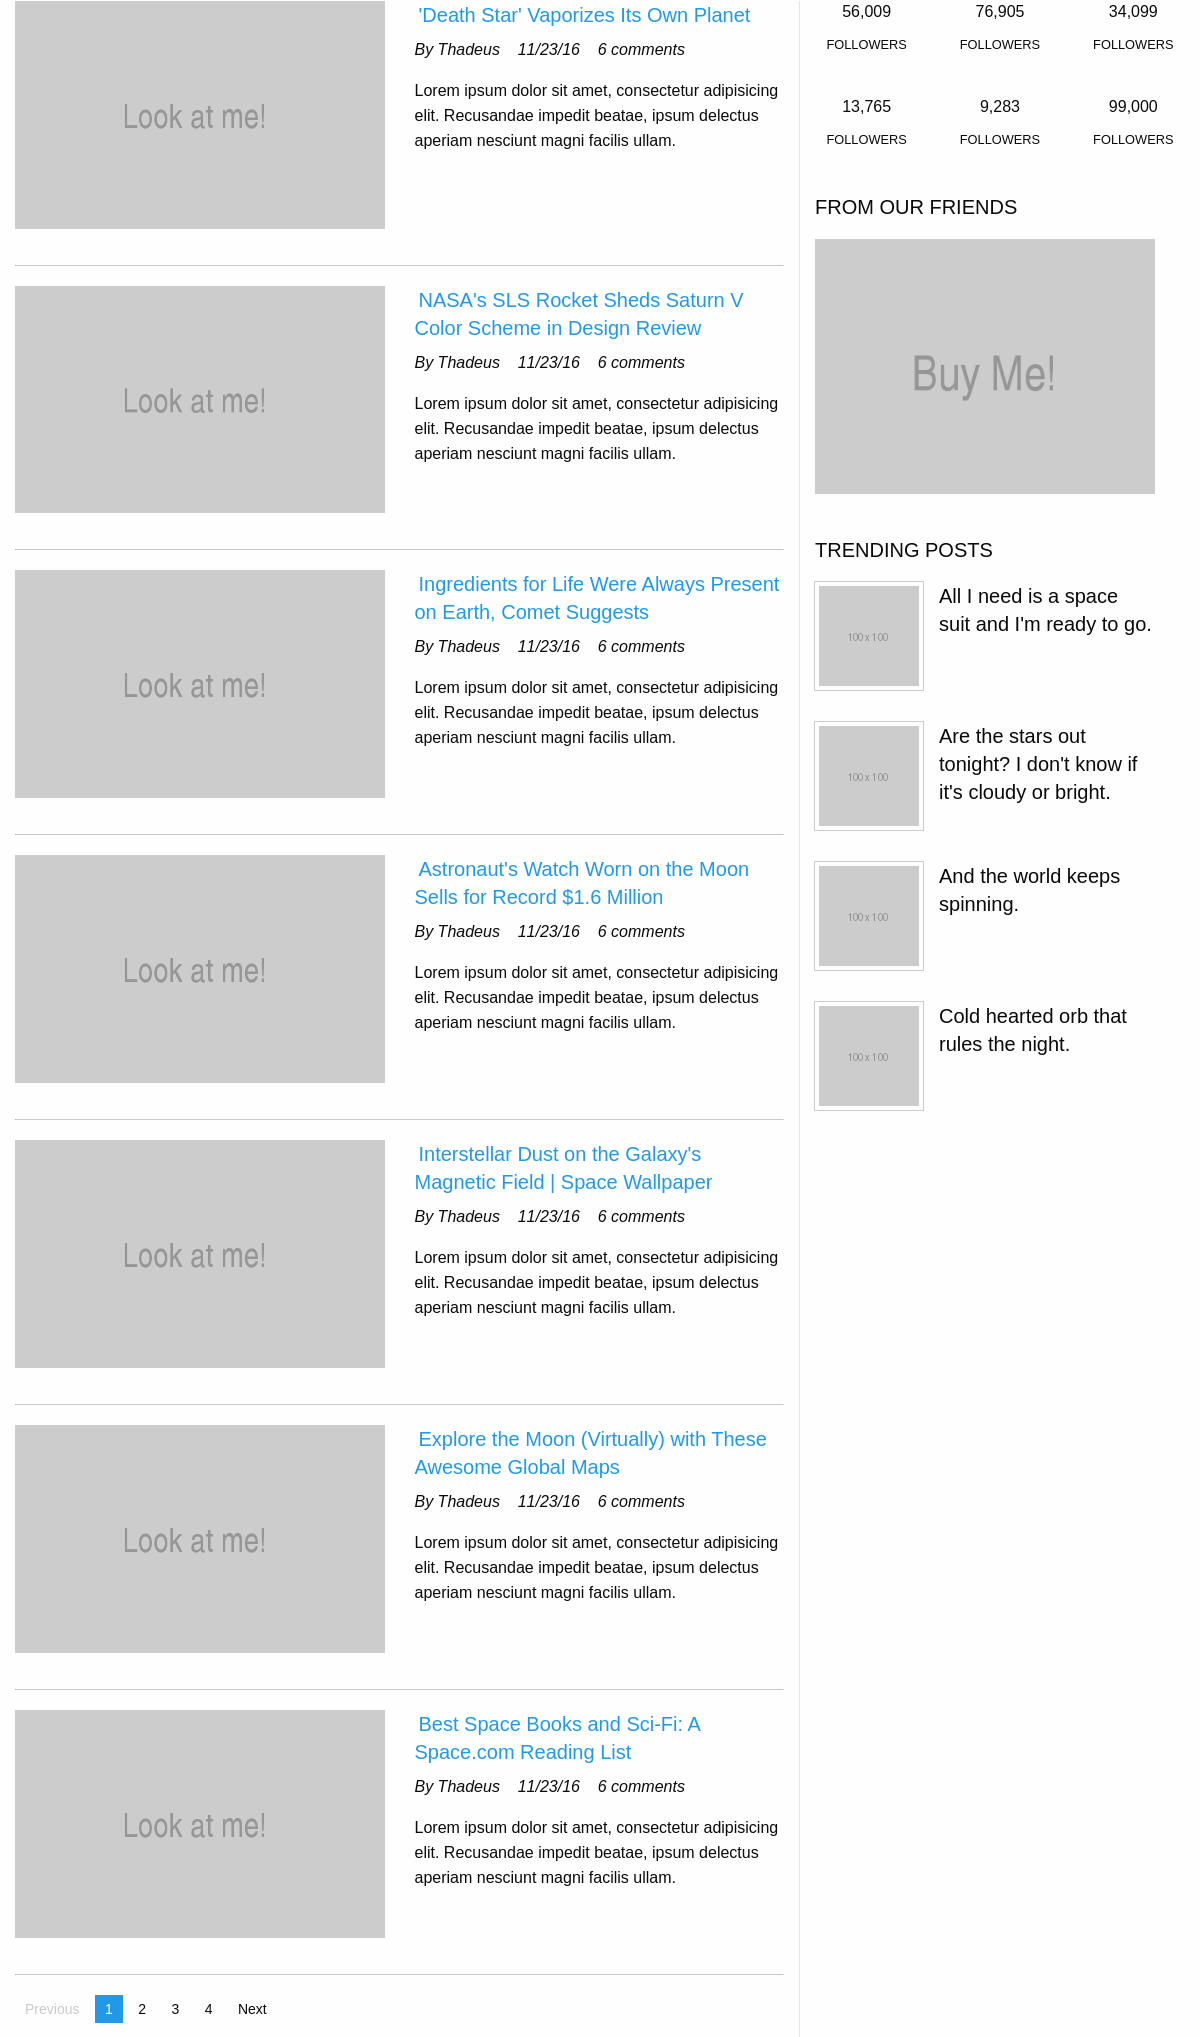 Look at me!
'Death Star' Vaporizes Its Own Planet
By Thadeus 11/23/16 6 comments
Lorem ipsum dolor sit amet, consectetur adipisicing
elit. Recusandae impedit beatae, ipsum delectus
aperiam nesciunt magni facilis ullam.
Look at me!
NASA's SLS Rocket Sheds Saturn V
Color Scheme in Design Review
By Thadeus 11/23/16 6 comments
Lorem ipsum dolor sit amet, consectetur adipisicing
elit. Recusandae impedit beatae, ipsum delectus
aperiam nesciunt magni facilis ullam.
Look at me!
Ingredients for Life Were Always Present
on Earth, Comet Suggests
By Thadeus 11/23/16 6 comments
Lorem ipsum dolor sit amet, consectetur adipisicing
elit. Recusandae impedit beatae, ipsum delectus
aperiam nesciunt magni facilis ullam.
Look at me!
Astronaut's Watch Worn on the Moon
Sells for Record $1.6 Million
By Thadeus 11/23/16 6 comments
Lorem ipsum dolor sit amet, consectetur adipisicing
elit. Recusandae impedit beatae, ipsum delectus
aperiam nesciunt magni facilis ullam.
Look at me!
Interstellar Dust on the Galaxy's
Magnetic Field | Space Wallpaper
By Thadeus 11/23/16 6 comments
Lorem ipsum dolor sit amet, consectetur adipisicing
elit. Recusandae impedit beatae, ipsum delectus
aperiam nesciunt magni facilis ullam.
Look at me!
Explore the Moon (Virtually) with These
Awesome Global Maps
By Thadeus 11/23/16 6 comments
Lorem ipsum dolor sit amet, consectetur adipisicing
elit. Recusandae impedit beatae, ipsum delectus
aperiam nesciunt magni facilis ullam.
Look at me!
Best Space Books and Sci-Fi: A
Space.com Reading List
By Thadeus 11/23/16 6 comments
Lorem ipsum dolor sit amet, consectetur adipisicing
elit. Recusandae impedit beatae, ipsum delectus
aperiam nesciunt magni facilis ullam.
Previous 1 2 3 4 Next
56,009 76,905 34,099
FOLLOWERS FOLLOWERS FOLLOWERS
13,765 9,283 99,000
FOLLOWERS FOLLOWERS FOLLOWERS
FROM OUR FRIENDS
Buy Me!
TRENDING POSTS
100 x 100
All I need is a space
suit and I'm ready to go.
100 x 100
Are the stars out
tonight? I don't know if
it's cloudy or bright.
100 x 100
And the world keeps
spinning.
100 x 100
Cold hearted orb that
rules the night.